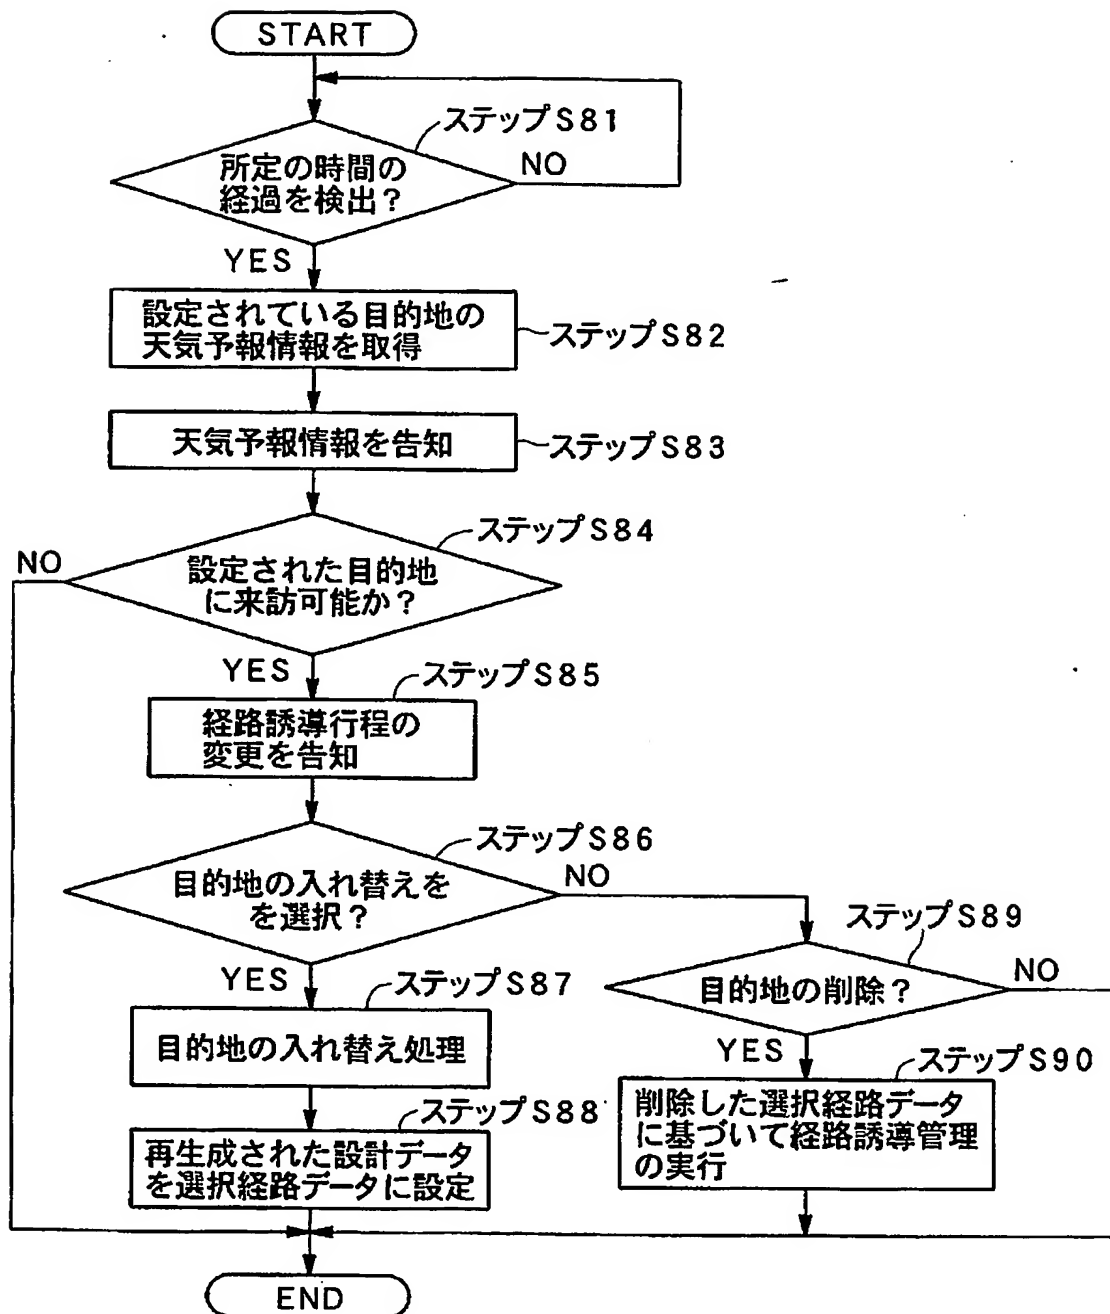 START
ステップS81
所定の時間の
経過を検出？
NO
YES
設定されている目的地の
天気予報情報を取得
ステップS82
天気予報情報を告知
ステップS83
ステップS84
NO
設定された目的地
に来訪可能か？
YES
ステップS85
経路誘導行程の
変更を告知
ステップS86
目的地の入れ替えを
を選択？
NO
YES
ステップS89
目的地の削除？
NO
YES
ステップS87
目的地の入れ替え処理
ステップS88
再生成された設計データ
を選択経路データに設定
ステップS90
削除した選択経路データ
に基づいて経路誘導管理
の実行
END